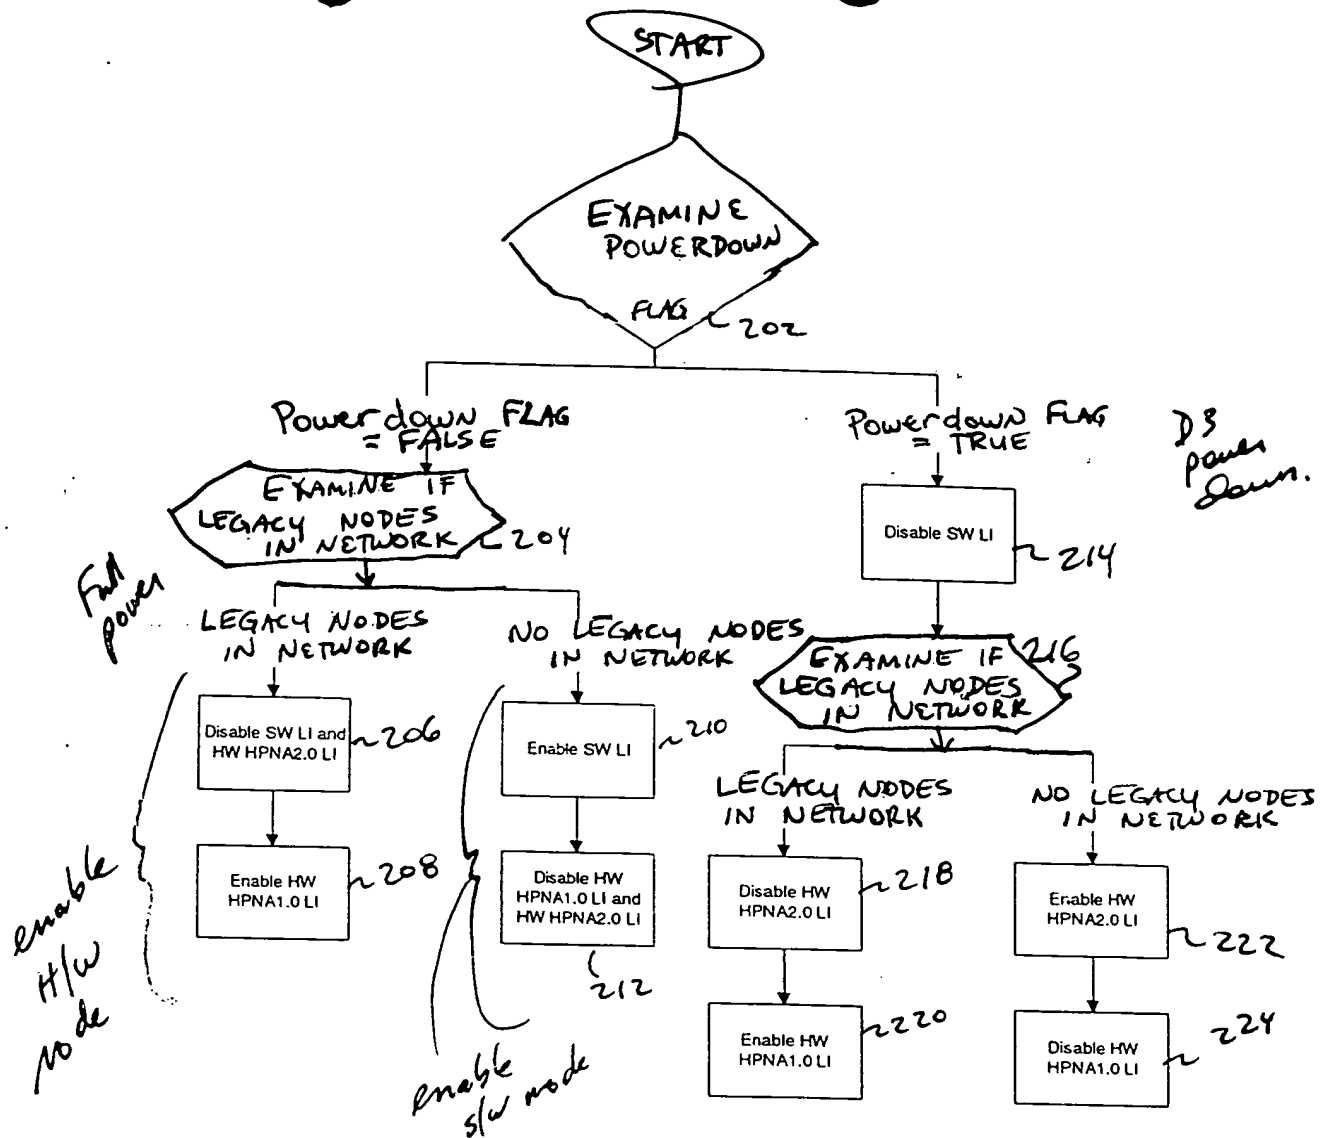 START
EXAMINE
POWERDOWN
FLAG
202
Powerdown FLAG
= FALSE
Powerdown FLAG
= TRUE
D3
power
down.
EXAMINE IF
LEGACY NODES
IN NETWORK
204
Disable SW LI
214
Full
power
LEGACY NODES
IN NETWORK
NO LEGACY NODES
IN NETWORK
EXAMINE IF
LEGACY NODES
IN NETWORK
216
Disable SW LI and
HW HPNA2.0 LI
206
Enable SW LI
210
LEGACY NODES
IN NETWORK
NO LEGACY NODES
IN NETWORK
Enable HW
HPNA1.0 LI
208
Disable HW
HPNA1.0 LI and
HW HPNA2.0 LI
212
Disable HW
HPNA2.0 LI
218
Enable HW
HPNA2.0 LI
222
enable
H/W
mode
enable
s/w mode
Enable HW
HPNA1.0 LI
220
Disable HW
HPNA1.0 LI
224